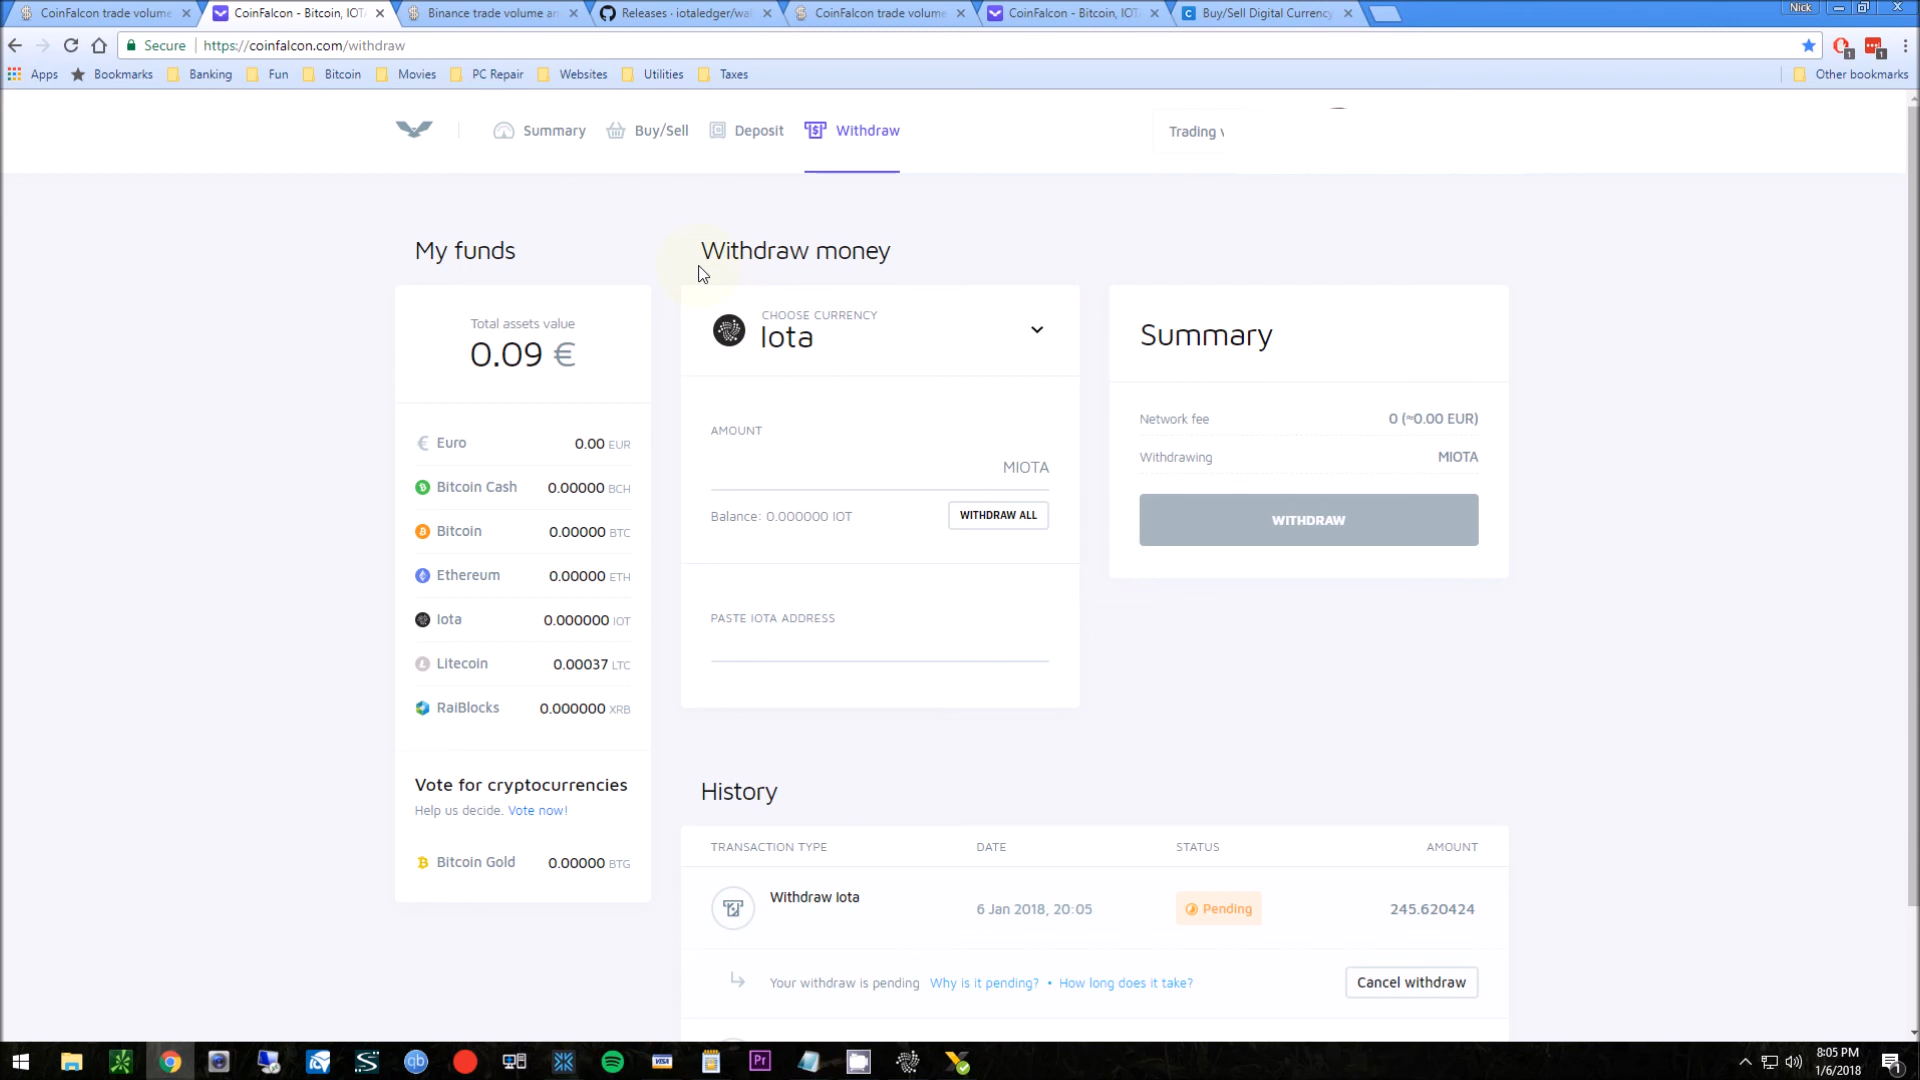 CoinFalcon trade volume
CoinFalcon - Bitcoin, IOT
Binance trade volume an
Releases · iotaledger/wal
CoinFalcon trade volume
CoinFalcon - Bitcoin, IOT
Buy/Sell Digital Currency
Nick
Secure https://coinfalcon.com/withdraw
Apps Bookmarks Banking Fun Bitcoin Movies PC Repair Websites Utilities Taxes Other bookmarks
Summary Buy/Sell Deposit Withdraw Trading v
My funds
Total assets value
0.09 €
Euro 0.00 EUR
Bitcoin Cash 0.00000 BCH
Bitcoin 0.00000 BTC
Ethereum 0.00000 ETH
Iota 0.000000 IOT
Litecoin 0.00037 LTC
RaiBlocks 0.000000 XRB
Vote for cryptocurrencies
Help us decide. Vote now!
Bitcoin Gold 0.00000 BTG
Withdraw money
CHOOSE CURRENCY
Iota
AMOUNT
MIOTA
Balance: 0.000000 IOT WITHDRAW ALL
PASTE IOTA ADDRESS
Summary
Network fee 0 (≈0.00 EUR)
Withdrawing MIOTA
WITHDRAW
History
TRANSACTION TYPE DATE STATUS AMOUNT
Withdraw Iota 6 Jan 2018, 20:05 Pending 245.620424
Your withdraw is pending Why is it pending? • How long does it take? Cancel withdraw
8:05 PM
1/6/2018